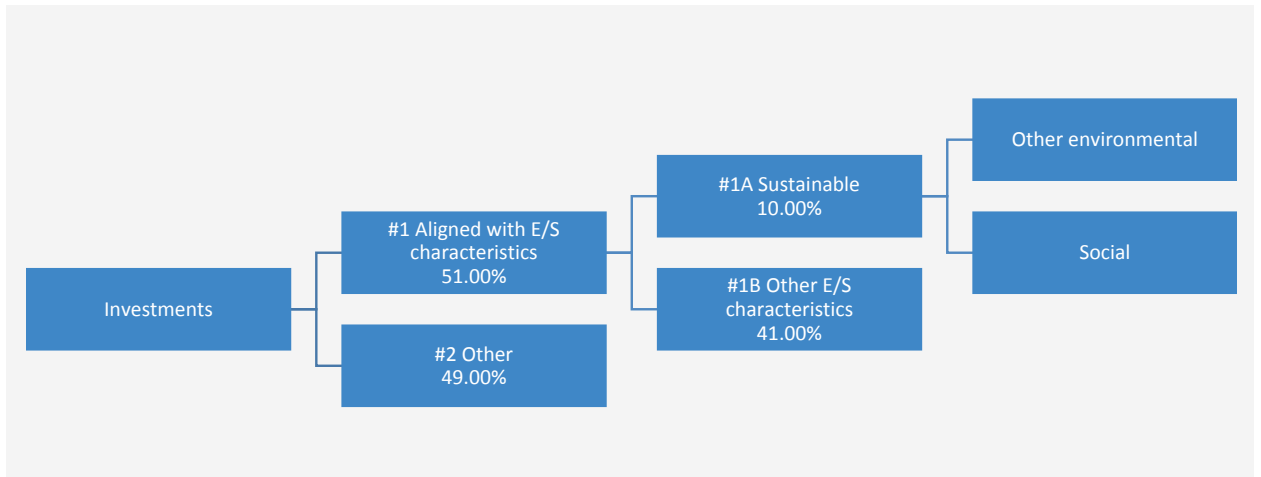 Investments
#1 Aligned with E/S
characteristics
51.00%
#2 Other
49.00%
#1A Sustainable
10.00%
#1B Other E/S
characteristics
41.00%
Other environmental
Social